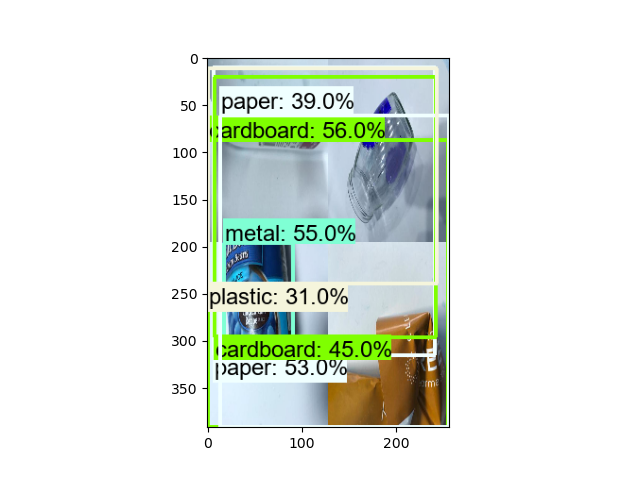 0
50
100
150
200
250
300
350
0
100
200
paper: 39.0%
cardboard: 56.0%
metal: 55.0%
plastic: 31.0%
cardboard: 45.0%
paper: 53.0%